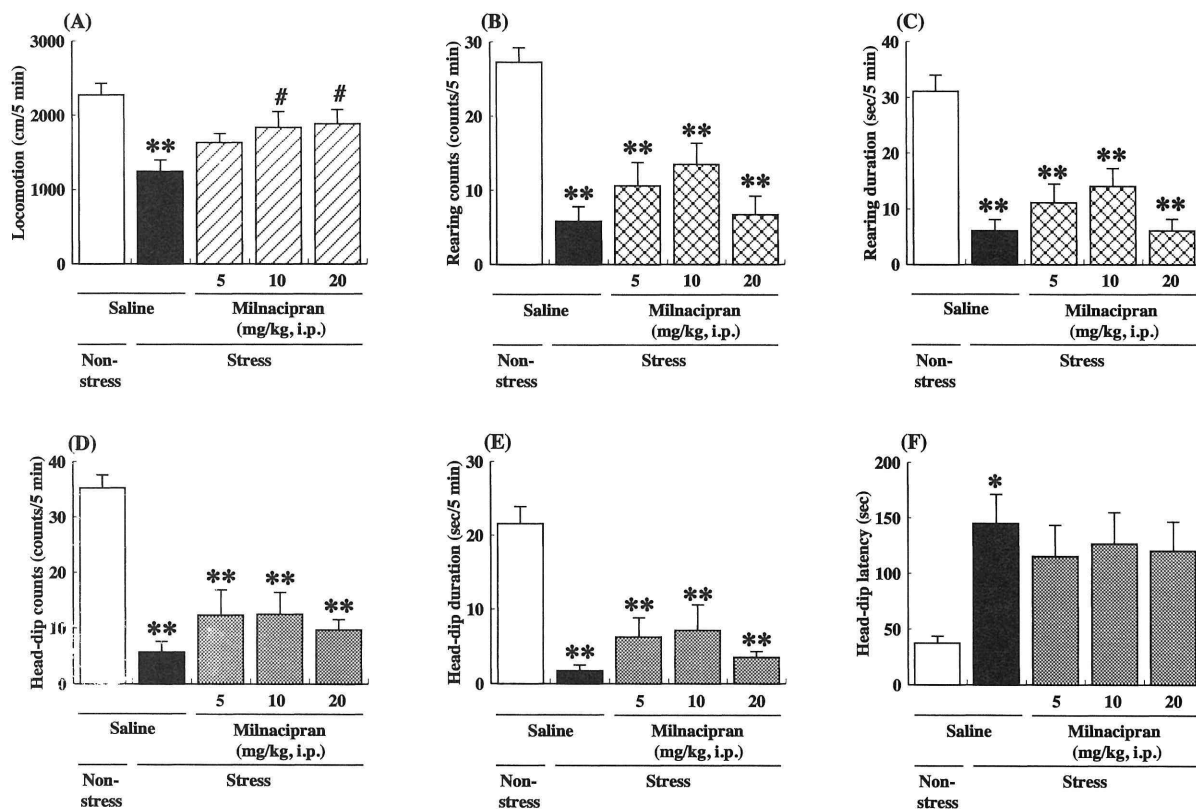 (A)
Locomotion (cm/5 min)
3000
2000
1000
0
**
#
#
5 10 20
Saline Milnacipran
(mg/kg, i.p.)
Non-
stress
Stress
(B)
Rearing counts (counts/5 min)
30
20
10
0
**
**
**
**
5 10 20
Saline Milnacipran
(mg/kg, i.p.)
Non-
stress
Stress
(C)
Rearing duration (sec/5 min)
40
30
20
10
0
**
**
**
**
5 10 20
Saline Milnacipran
(mg/kg, i.p.)
Non-
stress
Stress
(D)
Head-dip counts (counts/5 min)
40
30
20
10
0
**
**
**
**
5 10 20
Saline Milnacipran
(mg/kg, i.p.)
Non-
stress
Stress
(E)
Head-dip duration (sec/5 min)
30
20
10
0
**
**
**
**
5 10 20
Saline Milnacipran
(mg/kg, i.p.)
Non-
stress
Stress
(F)
Head-dip latency (sec)
200
150
100
50
0
*
5 10 20
Saline Milnacipran
(mg/kg, i.p.)
Non-
stress
Stress